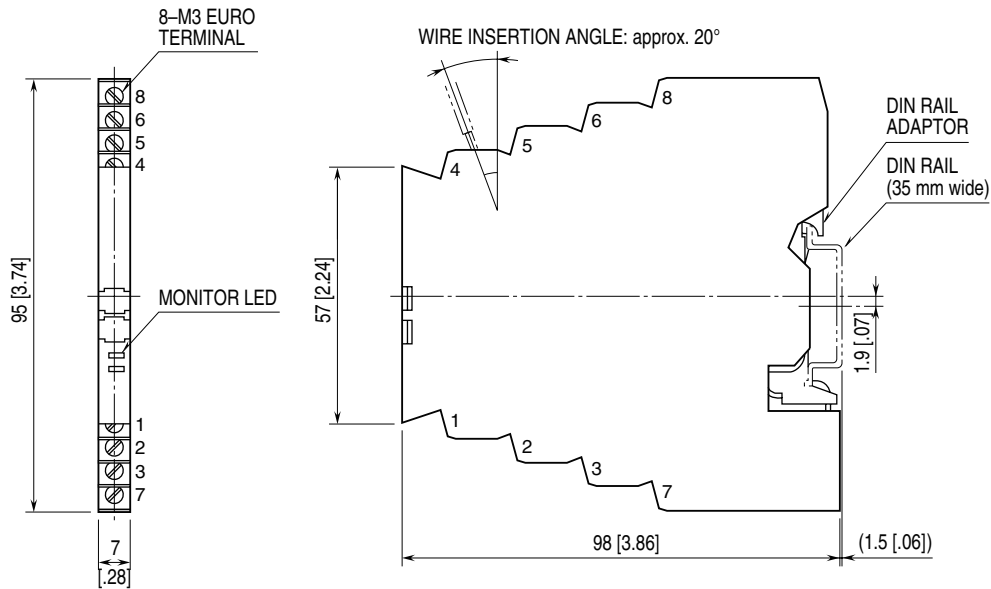 8–M3 EURO
TERMINAL
8
6
5
4
95 [3.74]
MONITOR LED
1
2
3
7
7
[.28]
WIRE INSERTION ANGLE: approx. 20°
8
6
5
4
DIN RAIL
ADAPTOR
DIN RAIL
(35 mm wide)
57 [2.24]
1.9 [.07]
1
2
3
7
98 [3.86]
(1.5 [.06])